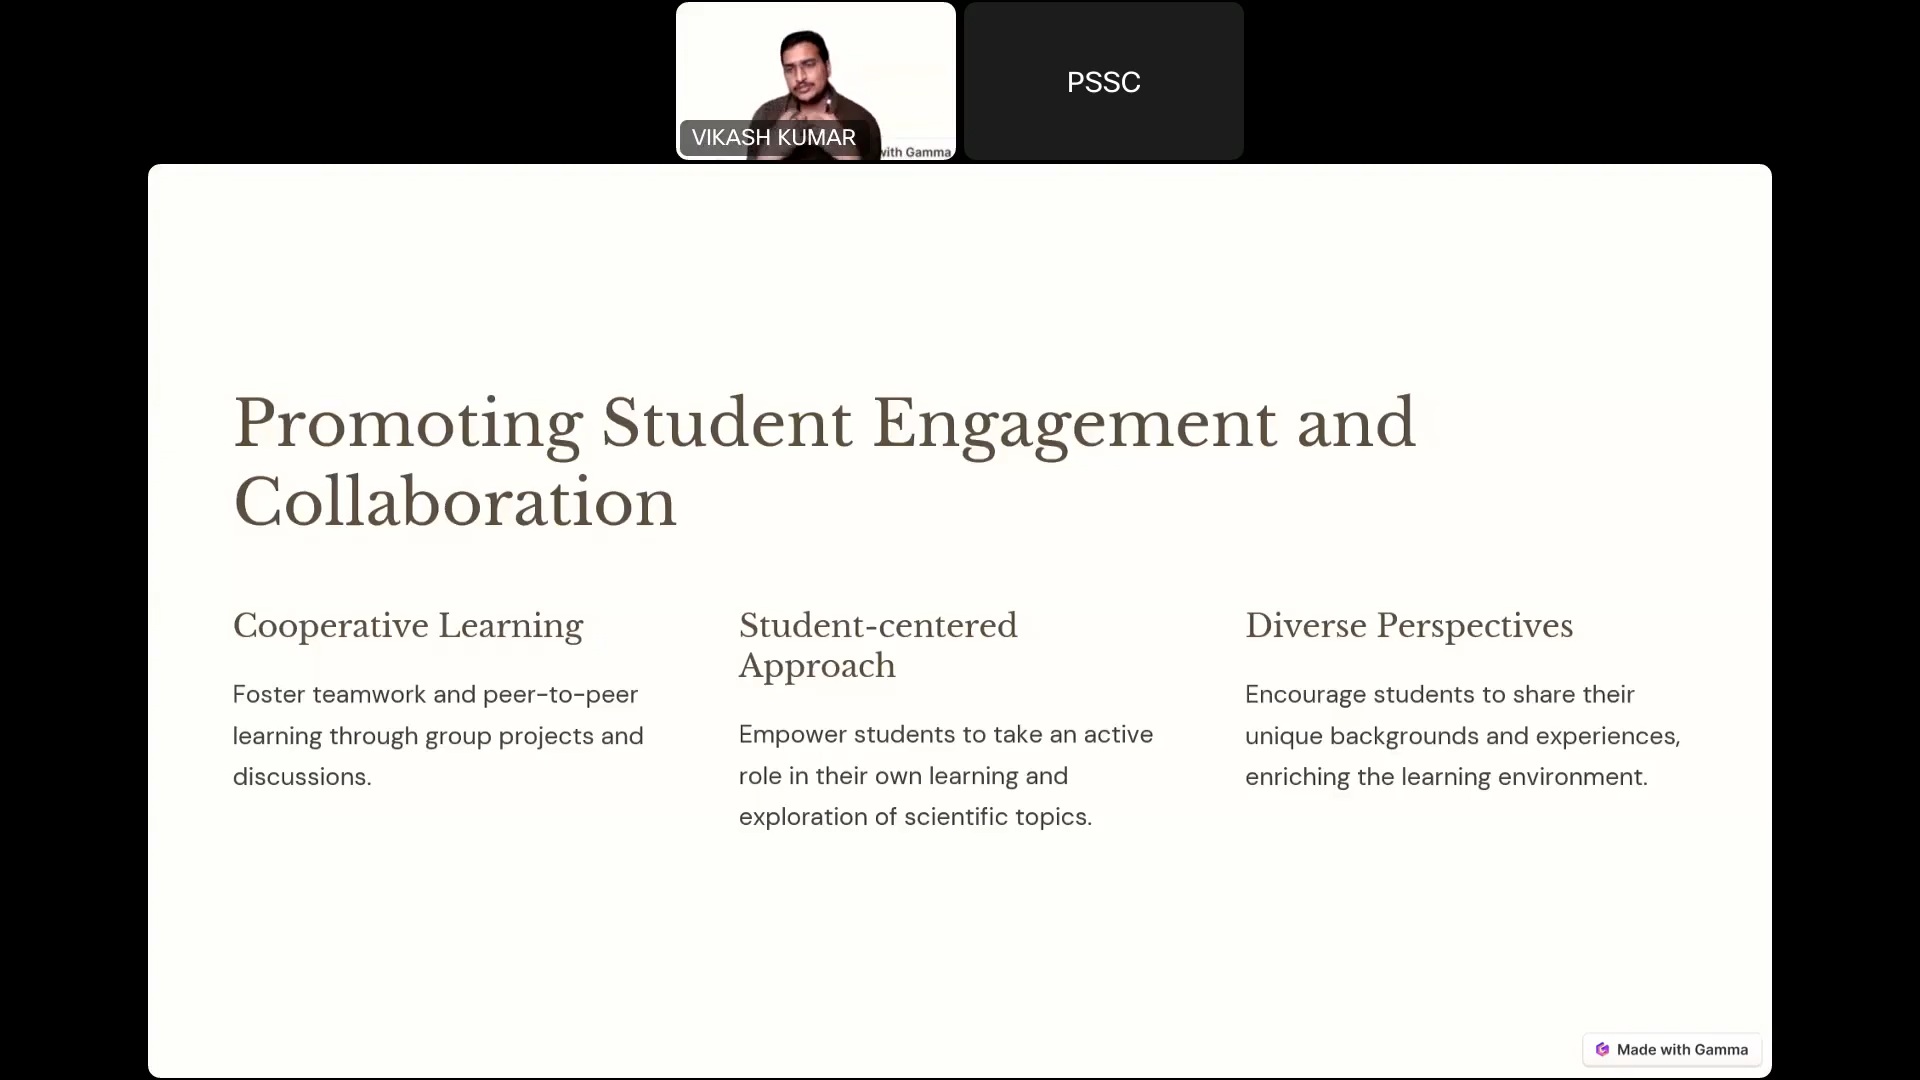 VIKASH KUMAR
with Gamma
PSSC
Promoting Student Engagement and
Collaboration
Cooperative Learning
Foster teamwork and peer-to-peer
learning through group projects and
discussions.
Student-centered
Approach
Empower students to take an active
role in their own learning and
exploration of scientific topics.
Diverse Perspectives
Encourage students to share their
unique backgrounds and experiences,
enriching the learning environment.
Made with Gamma